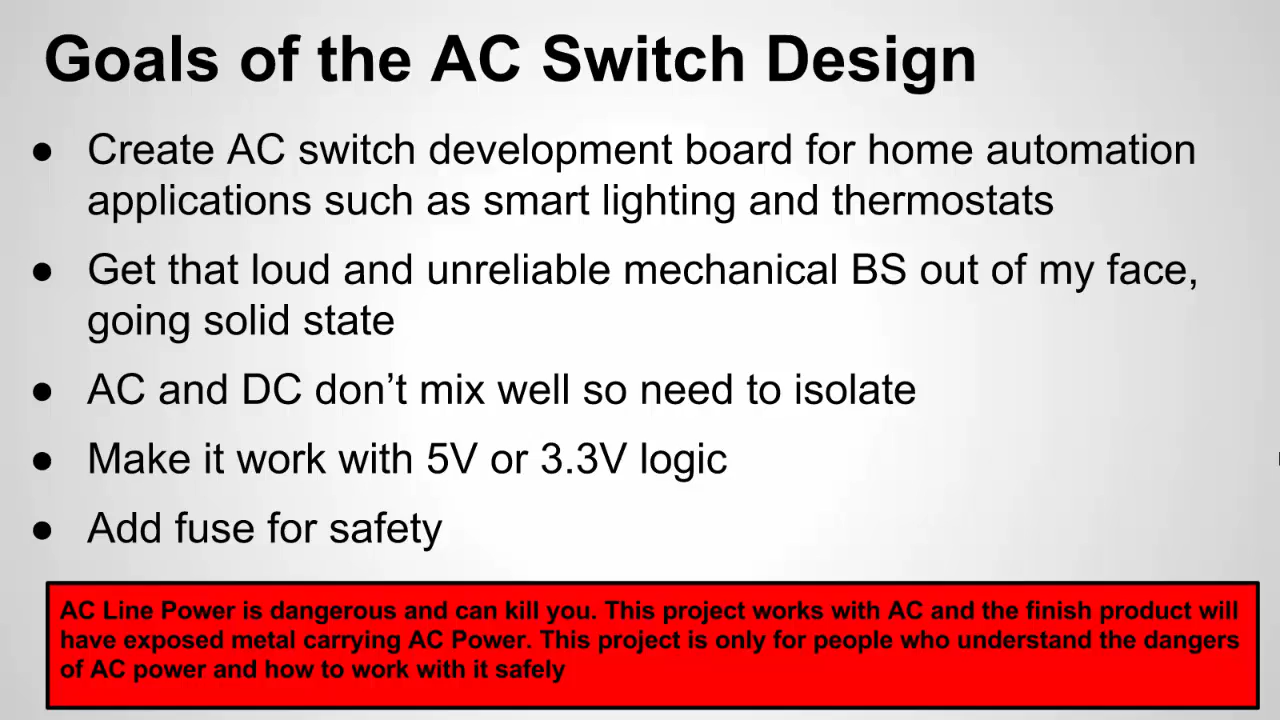 Goals of the AC Switch Design
● Create AC switch development board for home automation
applications such as smart lighting and thermostats
● Get that loud and unreliable mechanical BS out of my face,
going solid state
● AC and DC don’t mix well so need to isolate
● Make it work with 5V or 3.3V logic
● Add fuse for safety
AC Line Power is dangerous and can kill you. This project works with AC and the finish product will
have exposed metal carrying AC Power. This project is only for people who understand the dangers
of AC power and how to work with it safely